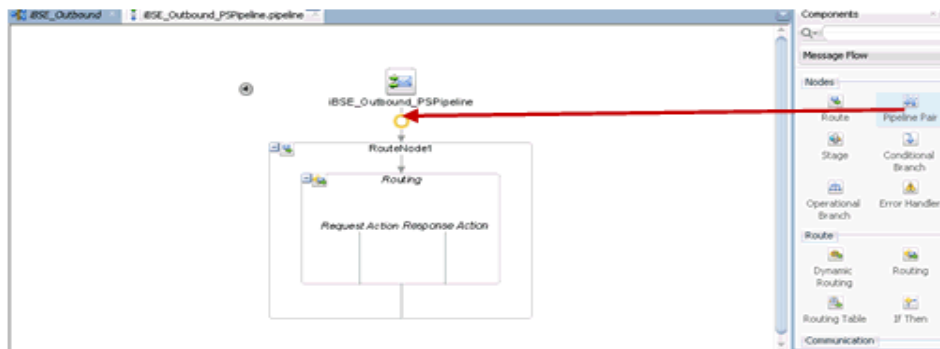 iBSE_Outbound
iBSE_Outbound_PSPipeline.pipeline
Components
Message Flow
iBSE_Outbound_PSPipeline
RouteNode1
Routing
Request Action Response Action
Nodes
Route
Pipeline Pair
Stage
Conditional
Branch
Operational
Branch
Error Handler
Route
Dynamic
Routing
Routing
Routing Table
If Then
Communication